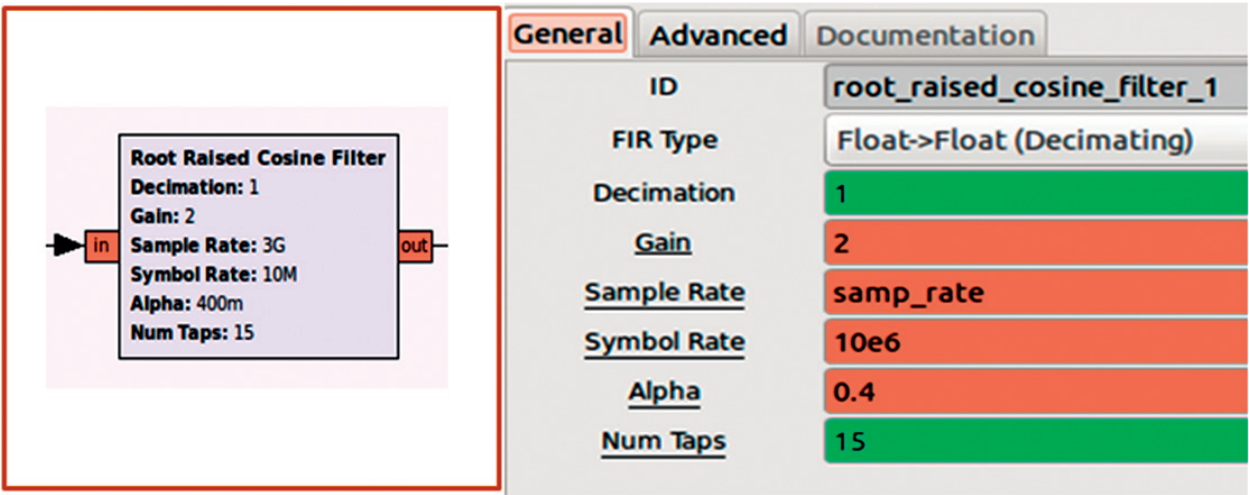 Root Raised Cosine Filter
Decimation: 1
Gain: 2
Sample Rate: 3G
Symbol Rate: 10M
Alpha: 400m
Num Taps: 15
in
out
General Advanced Documentation
ID root_raised_cosine_filter_1
FIR Type Float->Float (Decimating)
Decimation 1
Gain 2
Sample Rate samp_rate
Symbol Rate 10e6
Alpha 0.4
Num Taps 15